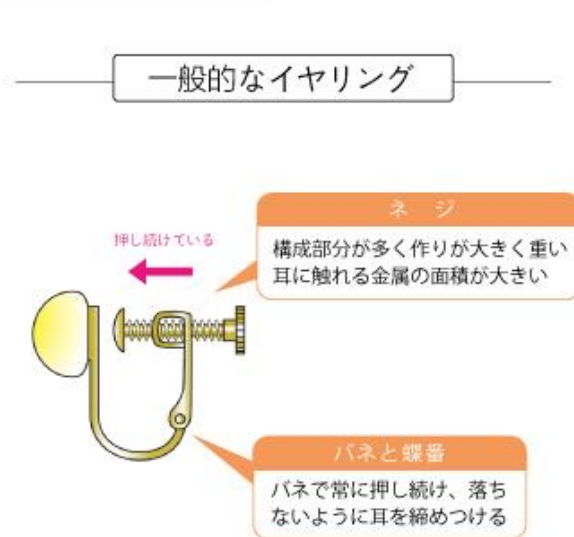 一般的なイヤリング
押し続けている
ネジ
構成部分が多く作りが大きく重い
耳に触れる金属の面積が大きい
バネと蝶番
バネで常に押し続け、落ち
ないように耳を締めつける